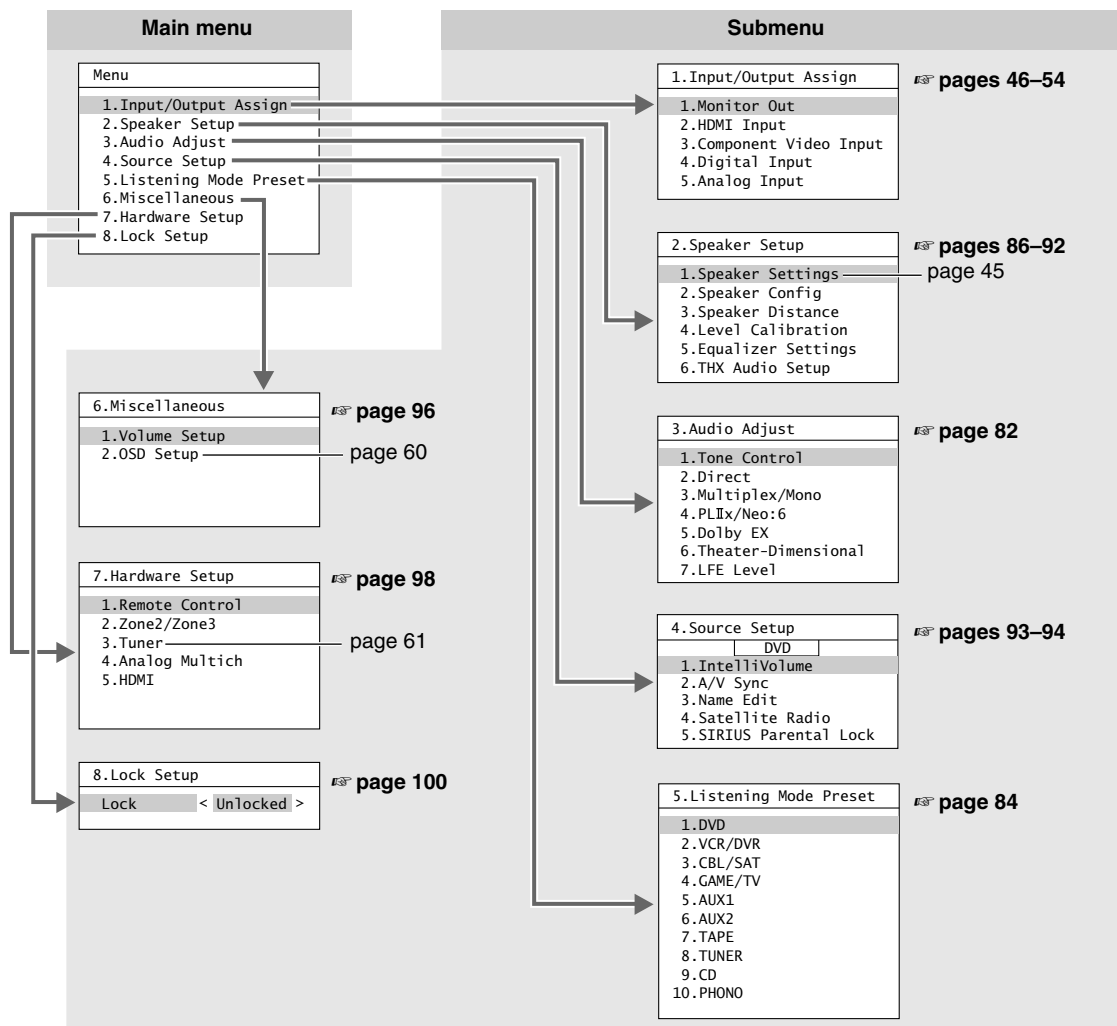 Main menu
Submenu
Menu
1.Input/Output Assign
2.Speaker Setup
3.Audio Adjust
4.Source Setup
5.Listening Mode Preset
6.Miscellaneous
7.Hardware Setup
8.Lock Setup
1.Input/Output Assign
☞ pages 46–54
1.Monitor Out
2.HDMI Input
3.Component Video Input
4.Digital Input
5.Analog Input
2.Speaker Setup
☞ pages 86–92
1.Speaker Settings
page 45
2.Speaker Config
3.Speaker Distance
4.Level Calibration
5.Equalizer Settings
6.THX Audio Setup
3.Audio Adjust
☞ page 82
1.Tone Control
2.Direct
3.Multiplex/Mono
4.PLⅡx/Neo:6
5.Dolby EX
6.Theater-Dimensional
7.LFE Level
4.Source Setup
☞ pages 93–94
DVD
1.IntelliVolume
2.A/V Sync
3.Name Edit
4.Satellite Radio
5.SIRIUS Parental Lock
5.Listening Mode Preset
☞ page 84
1.DVD
2.VCR/DVR
3.CBL/SAT
4.GAME/TV
5.AUX1
6.AUX2
7.TAPE
8.TUNER
9.CD
10.PHONO
6.Miscellaneous
☞ page 96
1.Volume Setup
2.OSD Setup
page 60
7.Hardware Setup
☞ page 98
1.Remote Control
2.Zone2/Zone3
3.Tuner
page 61
4.Analog Multich
5.HDMI
8.Lock Setup
☞ page 100
Lock < Unlocked >